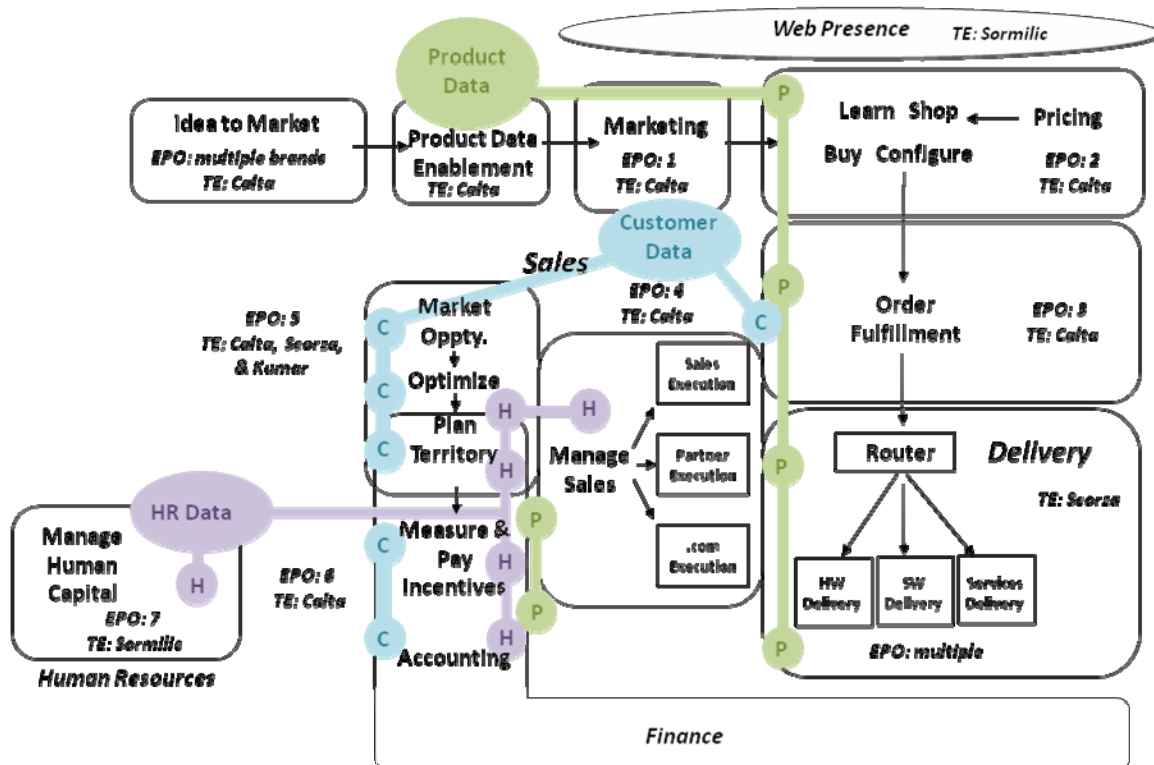 Web Presence TE: Sormilic
Product
Data
Idea to Market
EPO: multiple brands
TE: Calta
Product Data
Enablement
TE: Calta
Marketing
EPO: 1
TE: Calta
P
Learn Shop
Pricing
Buy Configure
EPO: 2
TE: Calta
Customer
Data
Sales
EPO: 4
TE: Calta
EPO: 5
TE: Calta, Scorza,
& Kumar
C
Market
Oppty.
C
Optimize
C
Plan
Territory
H
H
H
C
P
Order
Fulfillment
EPO: 3
TE: Calta
Manage
Sales
Sales
Execution
Partner
Execution
.com
Execution
P
Router
Delivery
TE: Scorza
HW
Delivery
SW
Delivery
Services
Delivery
P
EPO: multiple
HR Data
Manage
Human
Capital
H
EPO: 7
TE: Sormilic
Human Resources
EPO: 6
TE: Calta
C
Measure &
Pay
Incentives
H
P
P
C
H
Accounting
Finance